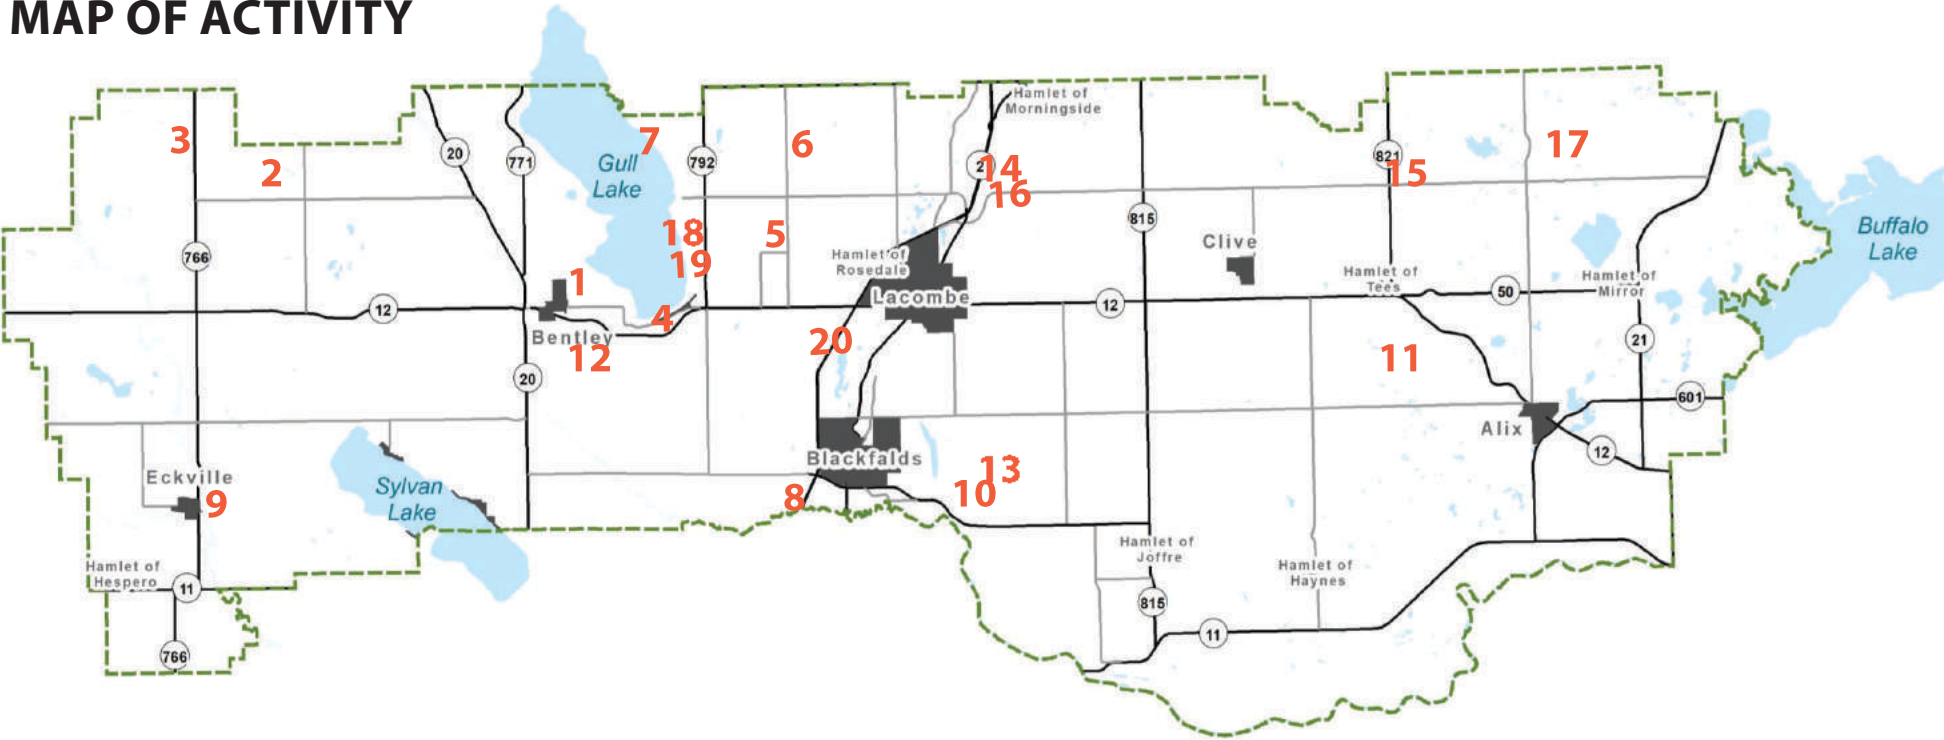 MAP OF ACTIVITY
Hamlet of
Morningside
3
2
20
771
7
792
6
Gull
Lake
2
14
16
821
15
17
766
18
19
5
815
Clive
Buffalo
Lake
Hamlet of
Rosedale
Hamlet of
Tees
50
Hamlet of
Mirror
12
1
4
Lacombe
12
Bentley
12
20
11
21
20
601
Alix
12
Eckville
9
Sylvan
Lake
Blackfalds
8
13
10
Hamlet of
Hespero
11
766
Hamlet of
Joffre
Hamlet of
Haynes
815
11